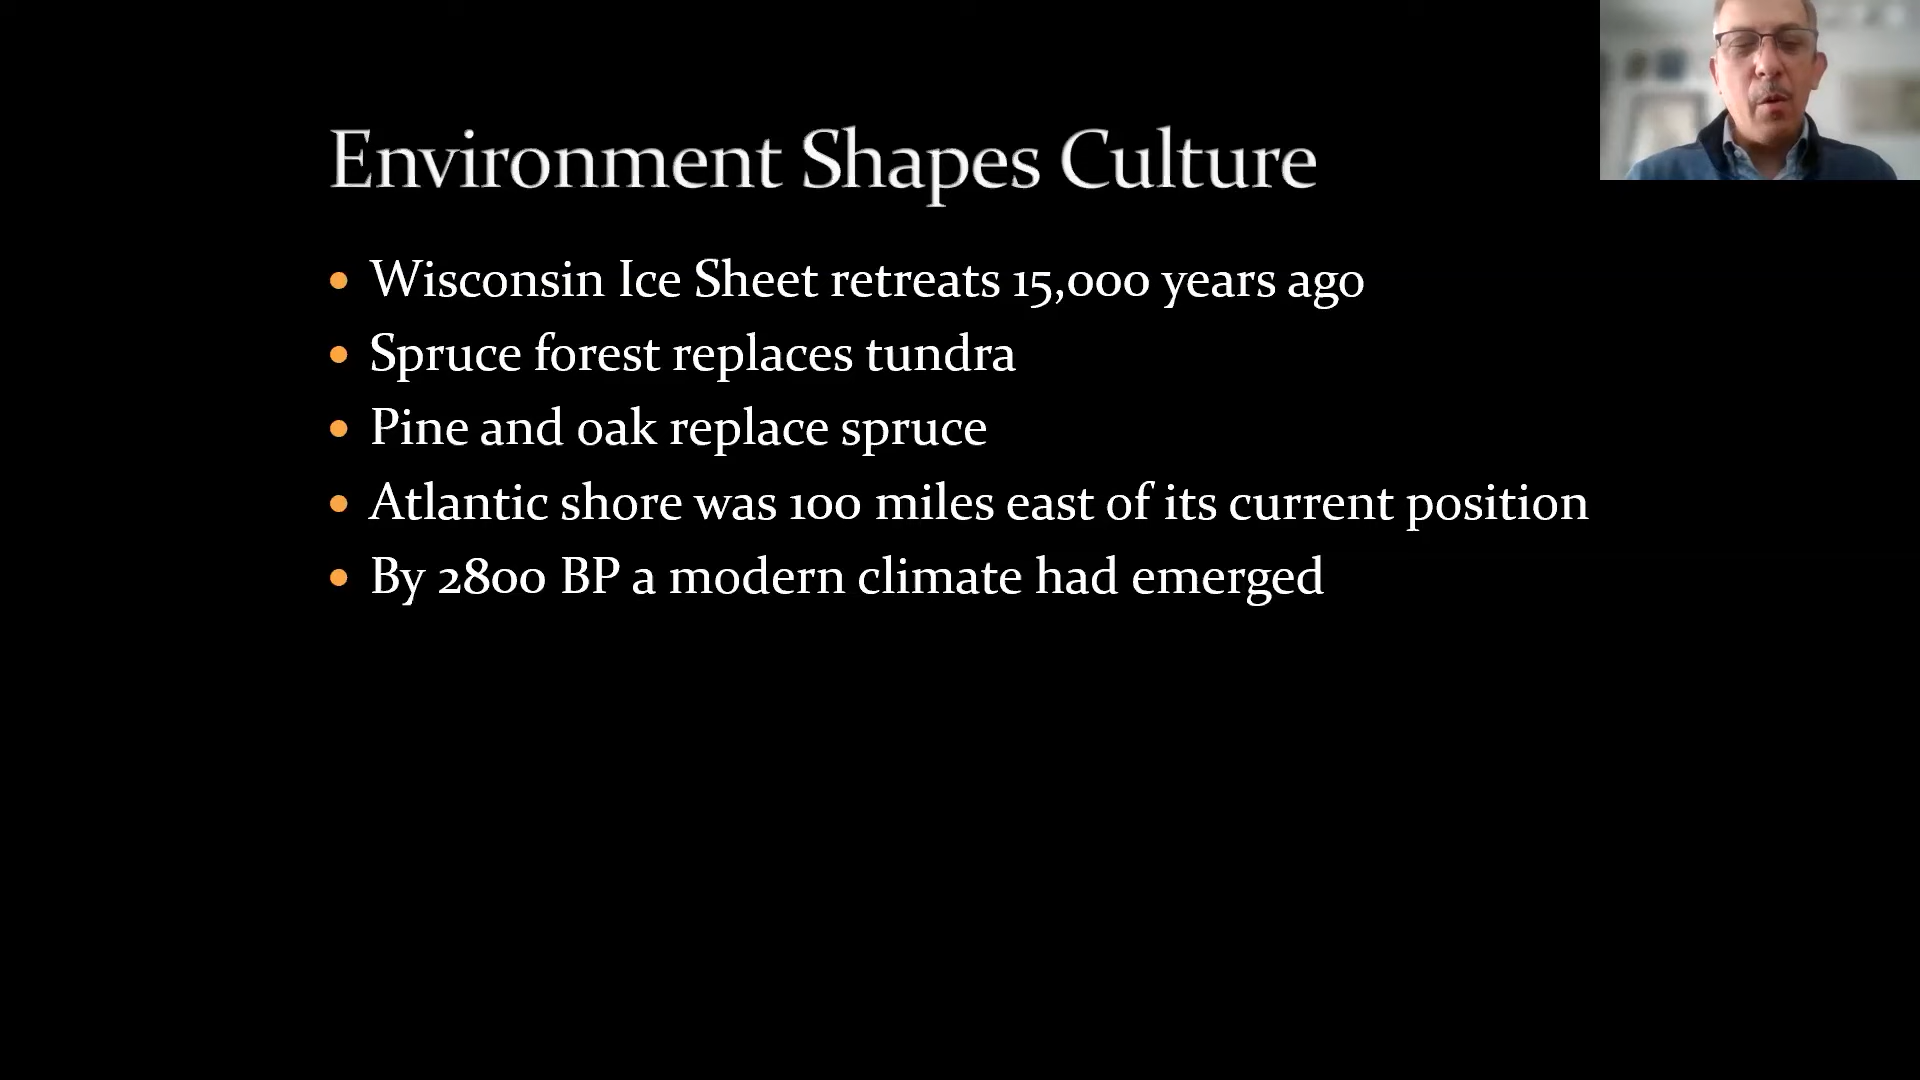 Environment Shapes Culture
Wisconsin Ice Sheet retreats 15,000 years ago
Spruce forest replaces tundra
Pine and oak replace spruce
Atlantic shore was 100 miles east of its current position
By 2800 BP a modern climate had emerged